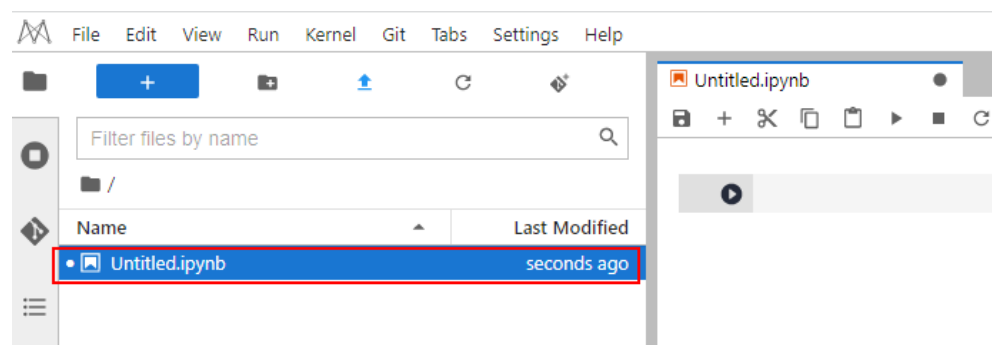 File Edit View Run Kernel Git Tabs Settings Help
Untitled.ipynb
Filter files by name
/
Name Last Modified
Untitled.ipynb seconds ago